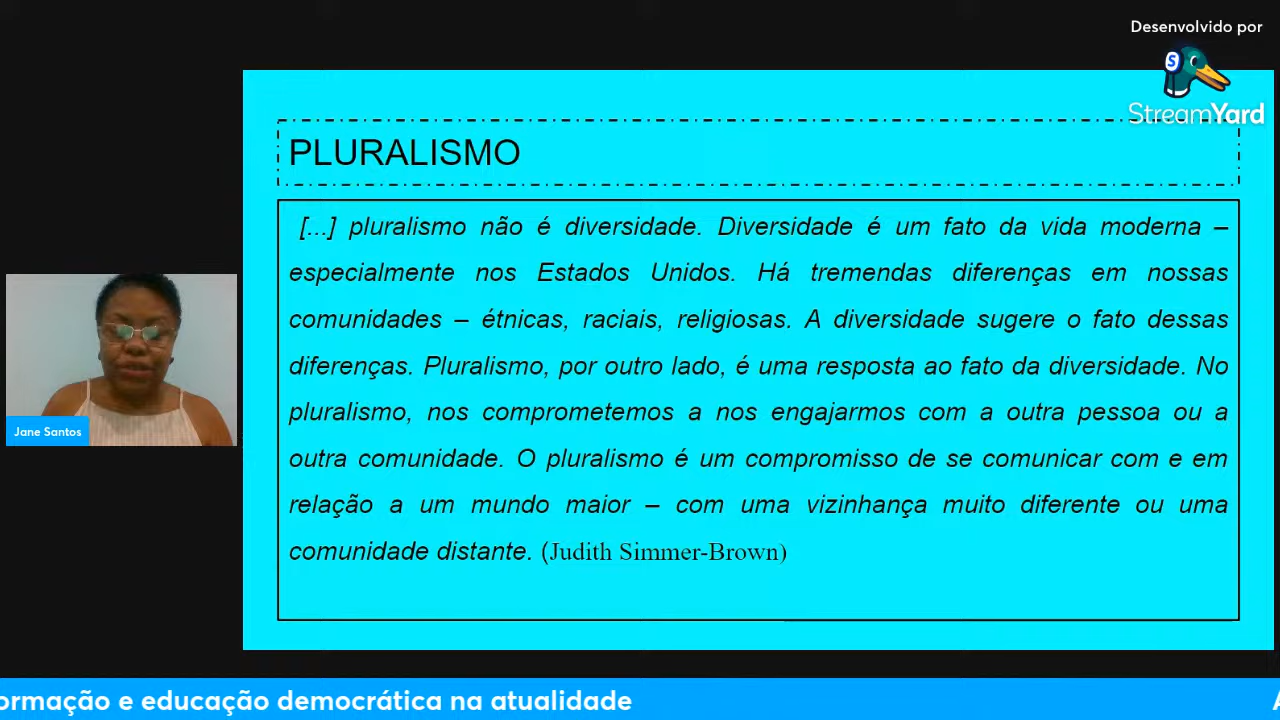 Desenvolvido por
StreamYard
PLURALISMO
[...] pluralismo não é diversidade. Diversidade é um fato da vida moderna –
especialmente nos Estados Unidos. Há tremendas diferenças em nossas
comunidades – étnicas, raciais, religiosas. A diversidade sugere o fato dessas
diferenças. Pluralismo, por outro lado, é uma resposta ao fato da diversidade. No
pluralismo, nos comprometemos a nos engajarmos com a outra pessoa ou a
outra comunidade. O pluralismo é um compromisso de se comunicar com e em
relação a um mundo maior – com uma vizinhança muito diferente ou uma
comunidade distante. (Judith Simmer-Brown)
Jane Santos
ormação e educação democrática na atualidade